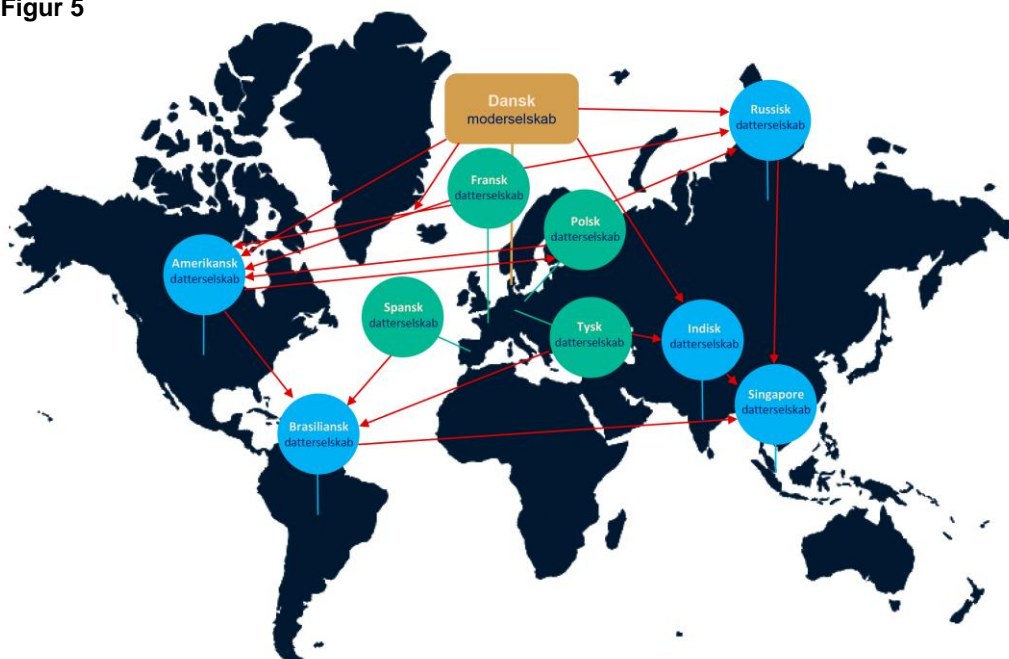 Figur 5
Dansk
moderselskab
Russisk
datterselskab
Fransk
datterselskab
Polsk
datterselskab
Amerikansk
datterselskab
Spansk
datterselskab
Tysk
datterselskab
Indisk
datterselskab
Singapore
datterselskab
Brasiliansk
datterselskab